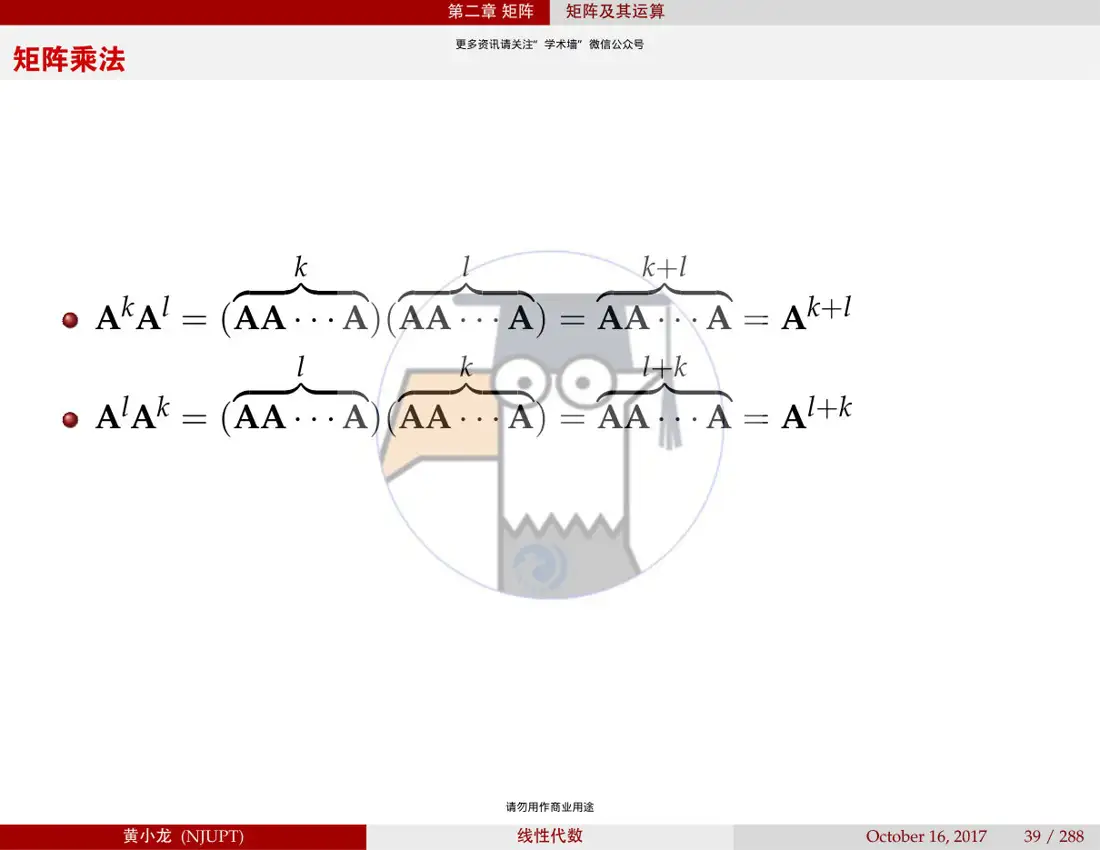 第二章 矩阵 矩阵及其运算
更多资讯请关注“学术墙”微信公众号
矩阵乘法
k l k+l
A^k A^l = (AA···A)(AA···A) = AA···A = A^{k+l}
l k l+k
A^l A^k = (AA···A)(AA···A) = AA···A = A^{l+k}
请勿用作商业用途
黄小龙 (NJUPT) 线性代数 October 16, 2017 39 / 288